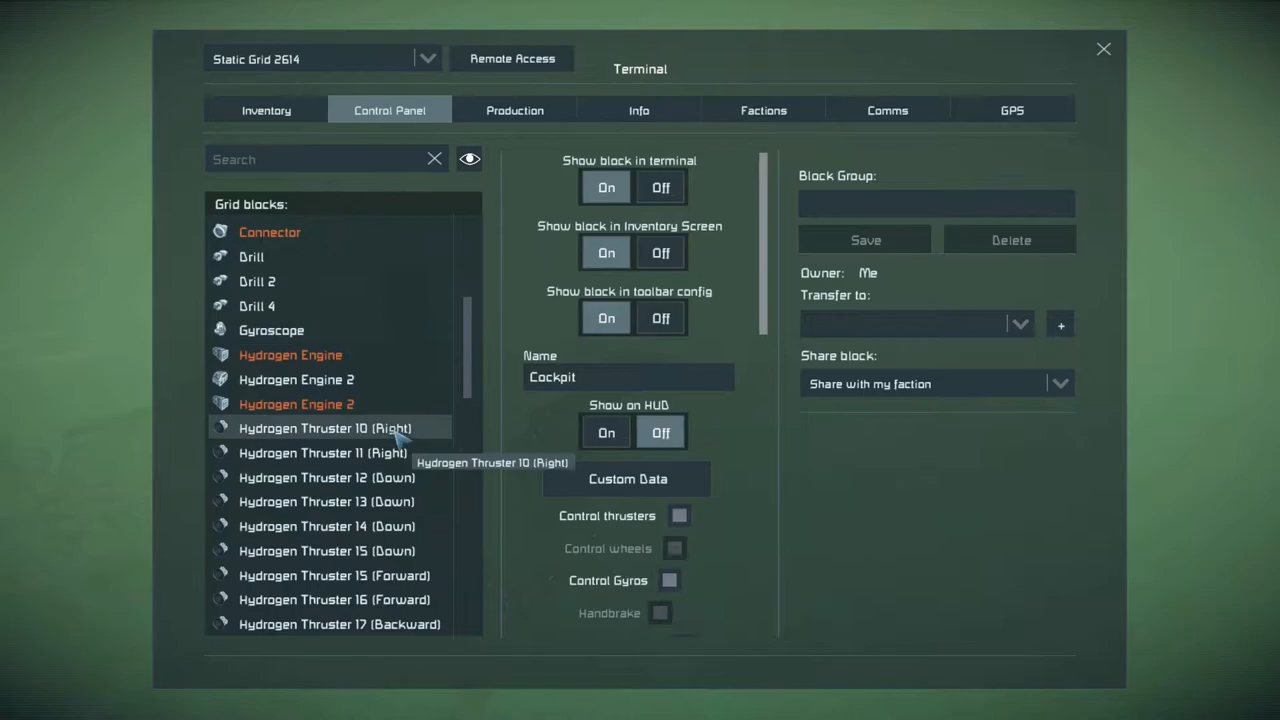 Static Grid 2614
Remote Access
Terminal
Inventory
Control Panel
Production
Info
Factions
Comms
GPS
Search
Grid blocks:
Connector
Drill
Drill 2
Drill 4
Gyroscope
Hydrogen Engine
Hydrogen Engine 2
Hydrogen Engine 2
Hydrogen Thruster 10 (Right)
Hydrogen Thruster 11 (Right)
Hydrogen Thruster 10 (Right)
Hydrogen Thruster 12 (Down)
Hydrogen Thruster 13 (Down)
Hydrogen Thruster 14 (Down)
Hydrogen Thruster 15 (Down)
Hydrogen Thruster 15 (Forward)
Hydrogen Thruster 16 (Forward)
Hydrogen Thruster 17 (Backward)
Show block in terminal
On Off
Show block in Inventory Screen
On Off
Show block in toolbar config
On Off
Name
Cockpit
Show on HUD
On Off
Custom Data
Control thrusters
Control wheels
Control Gyros
Handbrake
Block Group:
Save
Delete
Owner: Me
Transfer to:
+
Share block:
Share with my faction